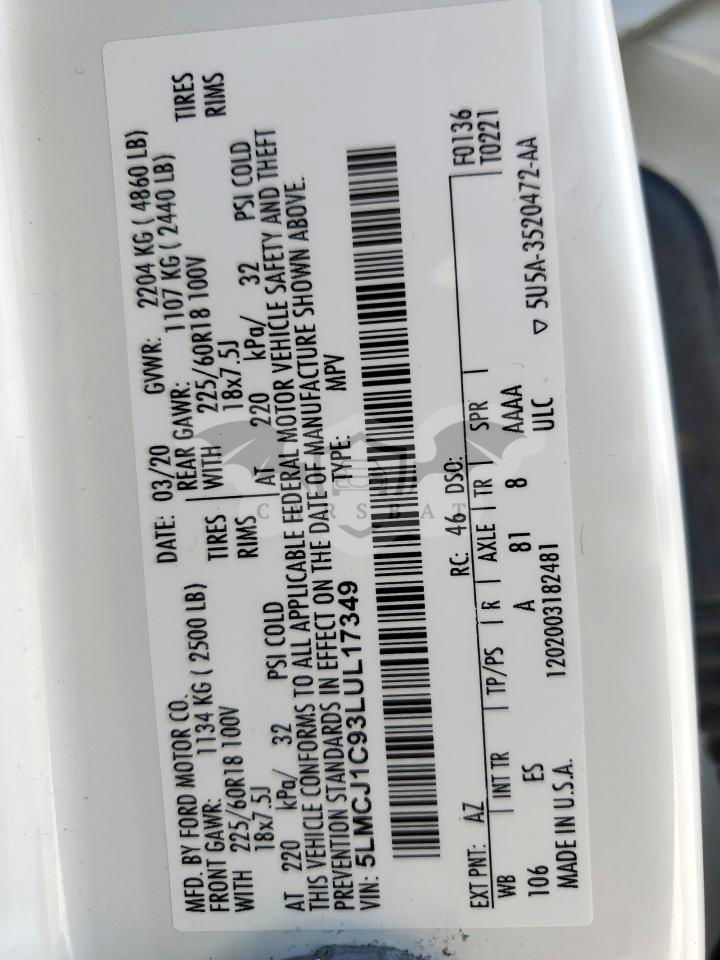 MFD. BY FORD MOTOR CO.
DATE: 03/20 GVWR: 2204 KG ( 4860 LB)
FRONT GAWR: 1134 KG ( 2500 LB) REAR GAWR: 1107 KG ( 2440 LB)
WITH 225/60R18 100V TIRES WITH 225/60R18 100V TIRES
18x7.5J RIMS 18x7.5J RIMS
AT 220 kPa/ 32 PSI COLD AT 220 kPa/ 32 PSI COLD
THIS VEHICLE CONFORMS TO ALL APPLICABLE FEDERAL MOTOR VEHICLE SAFETY AND THEFT
PREVENTION STANDARDS IN EFFECT ON THE DATE OF MANUFACTURE SHOWN ABOVE.
VIN: 5LMCJ1C93LUL17349 TYPE: MPV
F0136
EXT PNT: AZ RC: 46 DSO: T0221
WB INT TR TP/PS R AXLE TR SPR
106 ES A 81 8 AAAA
MADE IN U.S.A. 1202003182481 ULC ▽ 5U5A-3520472-AA
CARSBAT